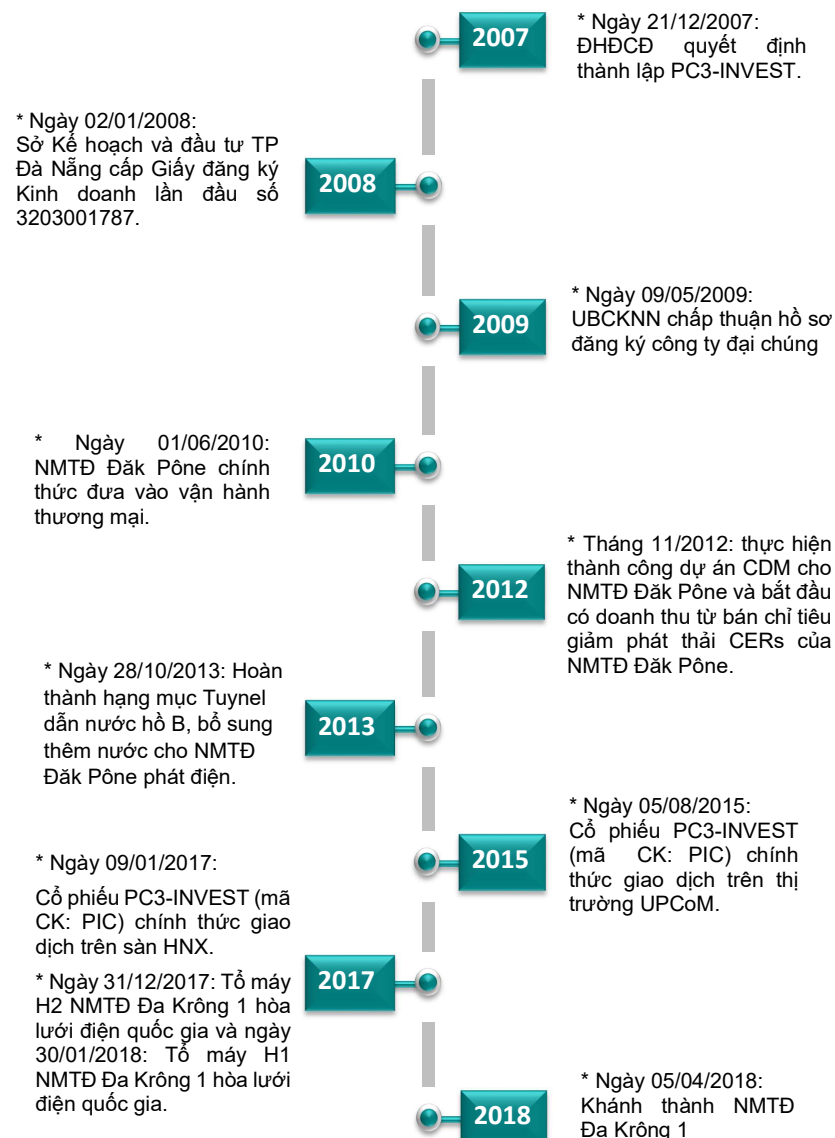 2007
* Ngày 21/12/2007:
ĐHĐCĐ quyết định
thành lập PC3-INVEST.
* Ngày 02/01/2008:
Sở Kế hoạch và đầu tư TP
Đà Nẵng cấp Giấy đăng ký
Kinh doanh lần đầu số
3203001787.
2008
2009
* Ngày 09/05/2009:
UBCKNN chấp thuận hồ sơ
đăng ký công ty đại chúng
* Ngày 01/06/2010:
NMTĐ Đăk Pône chính
thức đưa vào vận hành
thương mại.
2010
2012
* Tháng 11/2012: thực hiện
thành công dự án CDM cho
NMTĐ Đăk Pône và bắt đầu
có doanh thu từ bán chỉ tiêu
giảm phát thải CERs của
NMTĐ Đăk Pône.
* Ngày 28/10/2013: Hoàn
thành hạng mục Tuynel
dẫn nước hồ B, bổ sung
thêm nước cho NMTĐ
Đăk Pône phát điện.
2013
2015
* Ngày 05/08/2015:
Cổ phiếu PC3-INVEST
(mã CK: PIC) chính
thức giao dịch trên thị
trường UPCoM.
* Ngày 09/01/2017:
Cổ phiếu PC3-INVEST (mã
CK: PIC) chính thức giao
dịch trên sàn HNX.
* Ngày 31/12/2017: Tổ máy
H2 NMTĐ Đa Krông 1 hòa
lưới điện quốc gia và ngày
30/01/2018: Tổ máy H1
NMTĐ Đa Krông 1 hòa lưới
điện quốc gia.
2017
2018
* Ngày 05/04/2018:
Khánh thành NMTĐ
Đa Krông 1